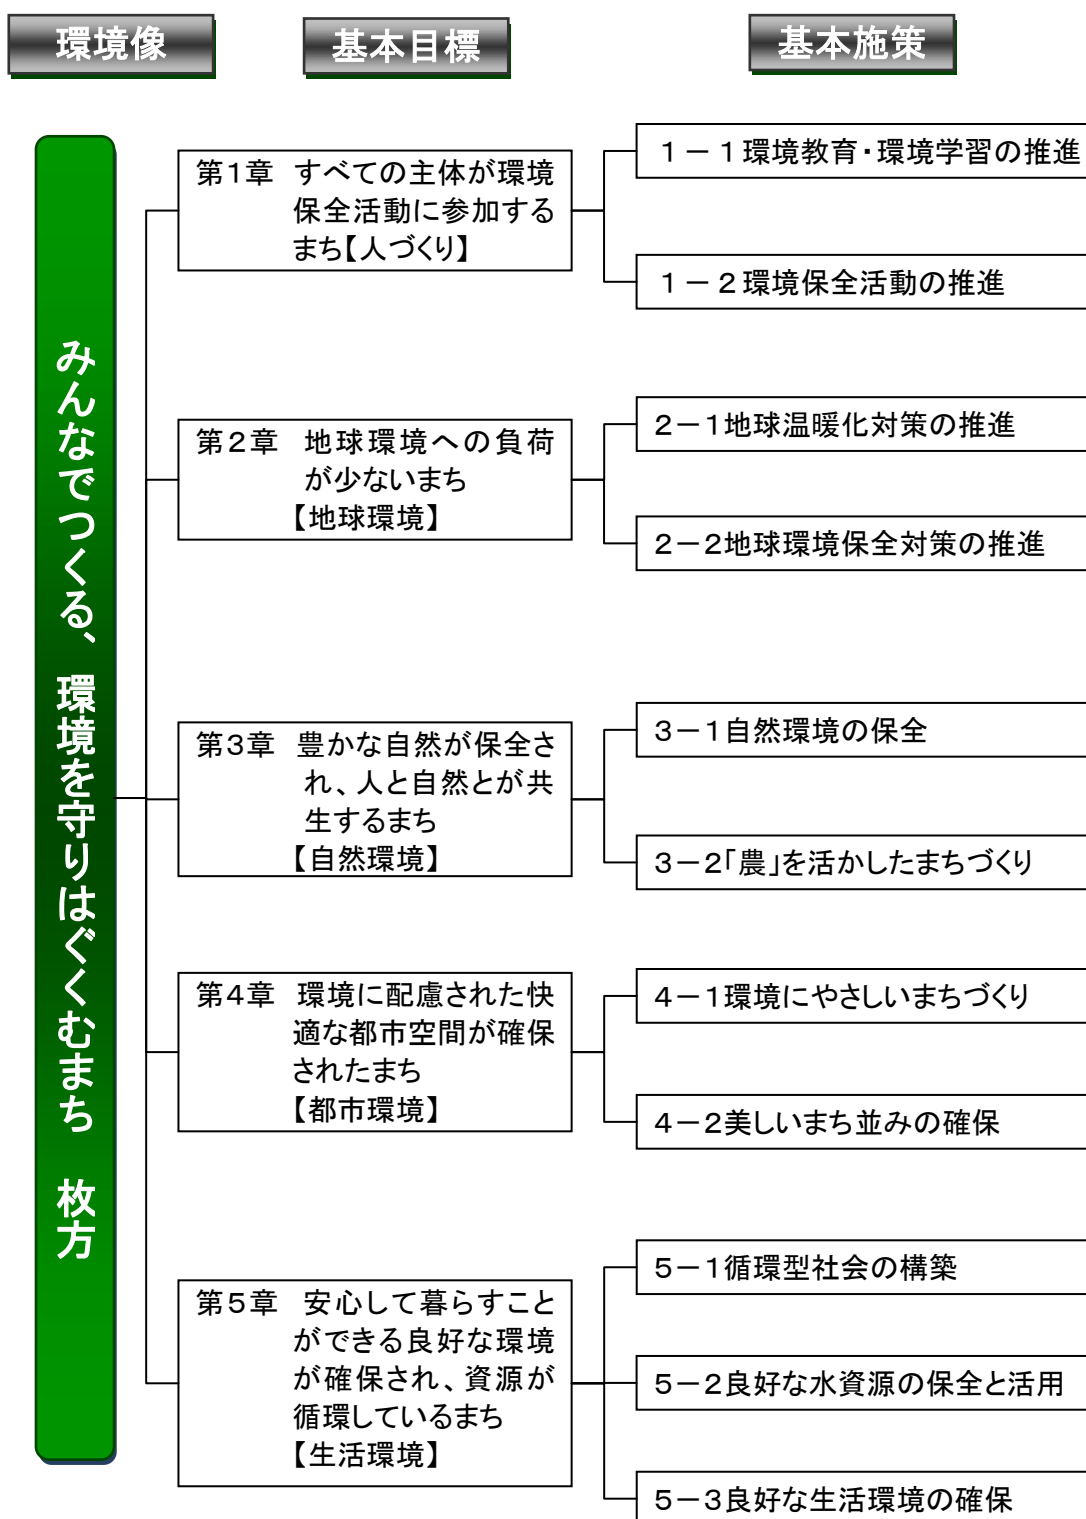 環境像
基本目標
基本施策
みんなでつくる、環境を守りはぐくむまち　枚方
第1章 すべての主体が環境
保全活動に参加する
まち【人づくり】
1－1環境教育・環境学習の推進
1－2環境保全活動の推進
第2章 地球環境への負荷
が少ないまち
【地球環境】
2－1地球温暖化対策の推進
2－2地球環境保全対策の推進
第3章 豊かな自然が保全さ
れ、人と自然とが共
生するまち
【自然環境】
3－1自然環境の保全
3－2「農」を活かしたまちづくり
第4章 環境に配慮された快
適な都市空間が確保
されたまち
【都市環境】
4－1環境にやさしいまちづくり
4－2美しいまち並みの確保
第5章 安心して暮らすこと
ができる良好な環境
が確保され、資源が
循環しているまち
【生活環境】
5－1循環型社会の構築
5－2良好な水資源の保全と活用
5－3良好な生活環境の確保